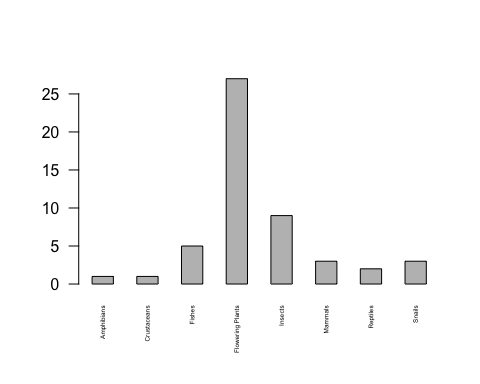 25
20
15
10
5
0
Amphibians
Crustaceans
Fishes
Flowering Plants
Insects
Mammals
Reptiles
Snails